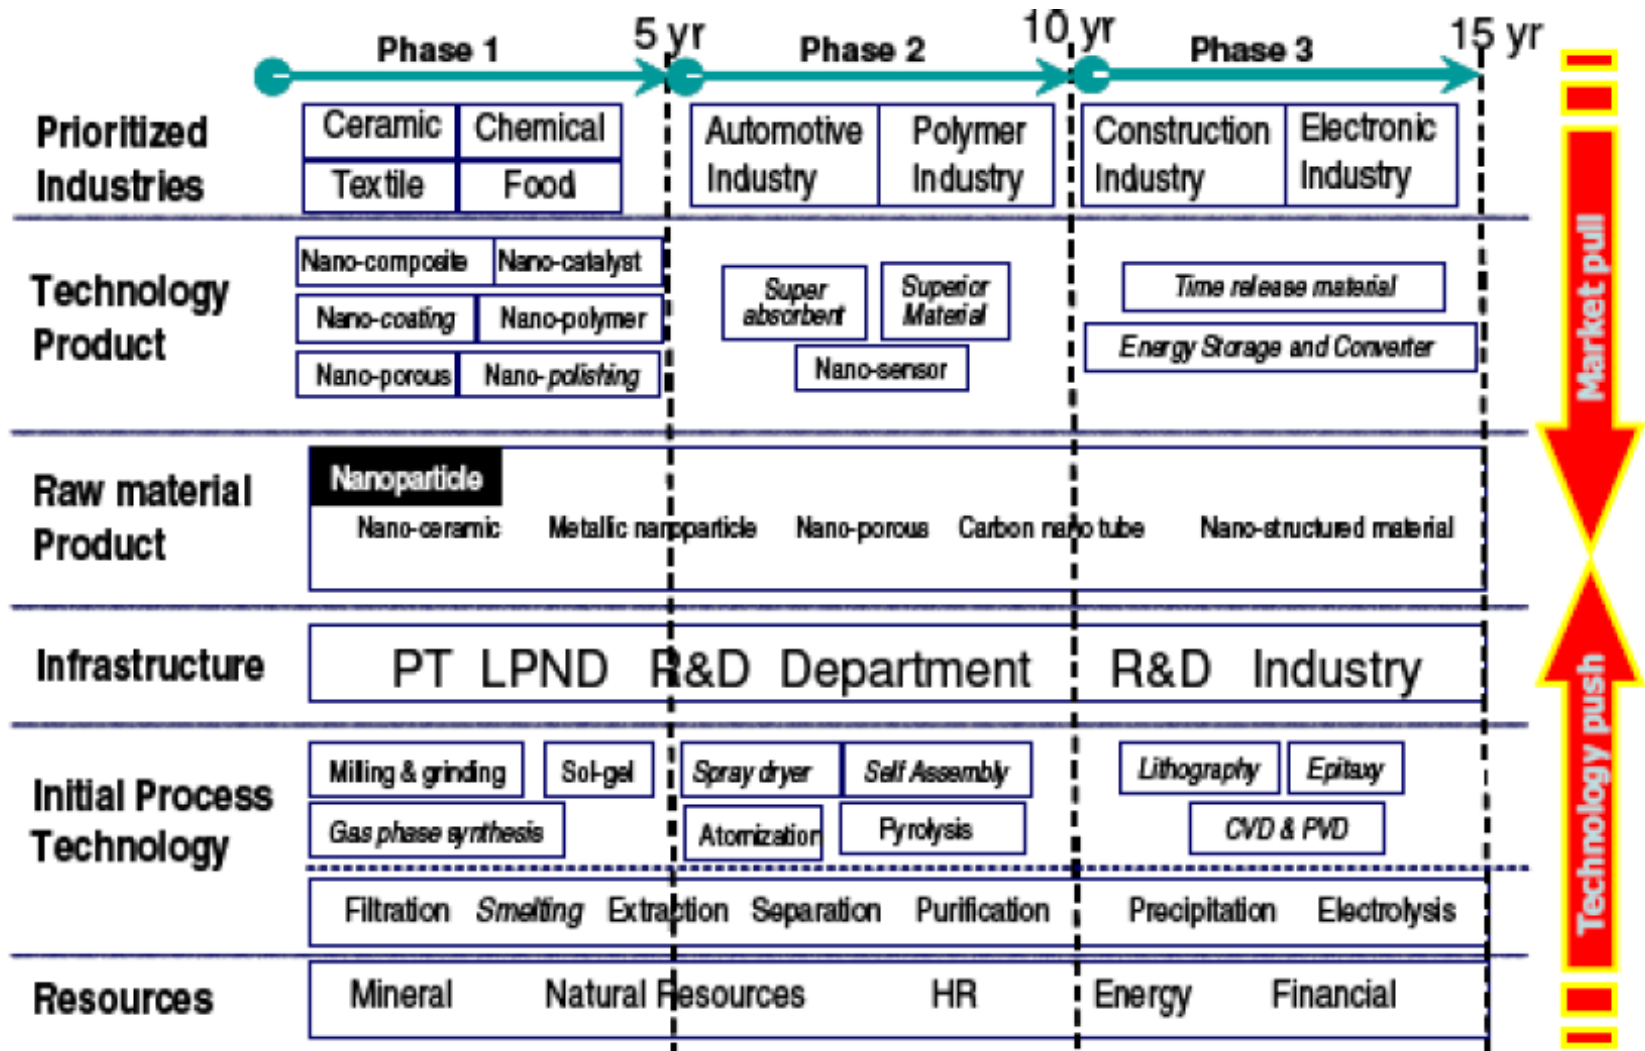 5 yr 10 yr 15 yr
Phase 1 Phase 2 Phase 3
Prioritized
Industries
Ceramic Chemical
Textile Food
Automotive
Industry
Polymer
Industry
Construction
Industry
Electronic
Industry
Technology
Product
Nano-composite Nano-catalyst
Nano-coating Nano-polymer
Nano-porous Nano-polishing
Super
absorbent
Superior
Material
Nano-sensor
Time release material
Energy Storage and Converter
Market pull
Raw material
Product
Nanoparticle
Nano-ceramic Metallic nanoparticle Nano-porous Carbon nano tube Nano-structured material
Infrastructure
PT LPND R&D Department R&D Industry
Initial Process
Technology
Milling & grinding Sol-gel
Gas phase synthesis
Spray dryer Self Assembly
Atomization Pyrolysis
Lithography Epitaxy
CVD & PVD
Filtration Smelting Extraction Separation Purification Precipitation Electrolysis
Technology push
Resources
Mineral Natural Resources HR Energy Financial